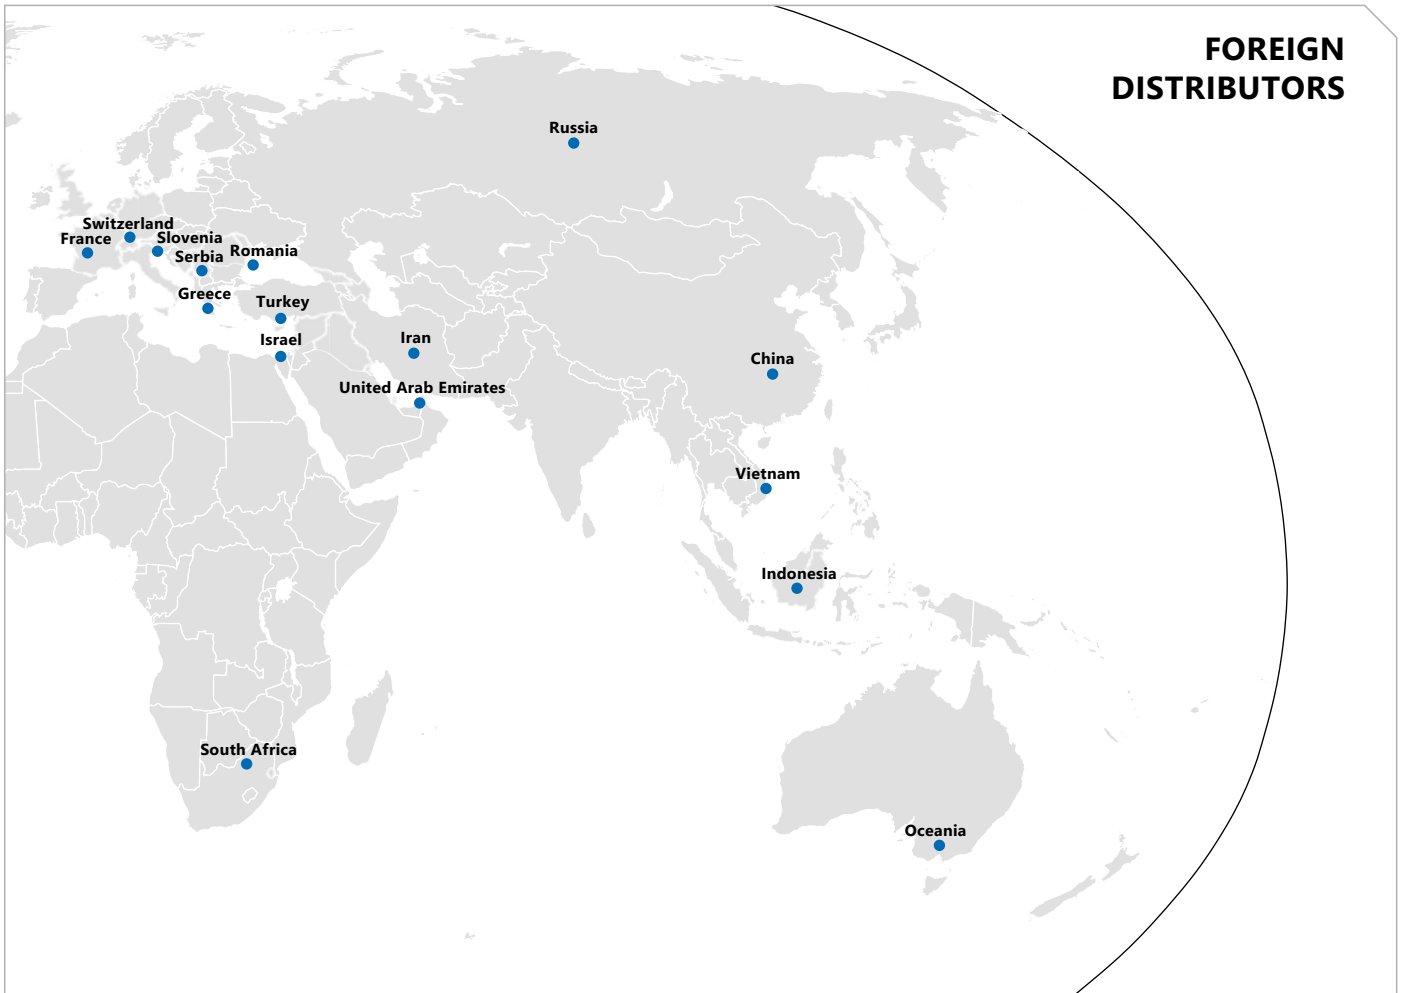 FOREIGN
DISTRIBUTORS
Russia
Switzerland
France
Slovenia
Serbia
Romania
Greece
Turkey
Israel
Iran
United Arab Emirates
China
Vietnam
Indonesia
South Africa
Oceania